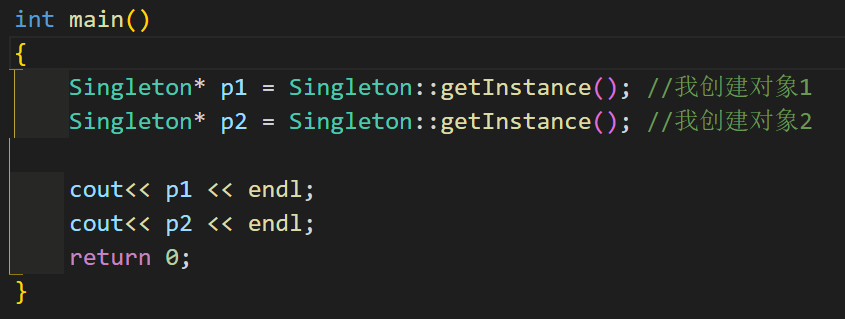 int main()
{
Singleton* p1 = Singleton::getInstance(); //我创建对象1
Singleton* p2 = Singleton::getInstance(); //我创建对象2
cout<< p1 << endl;
cout<< p2 << endl;
return 0;
}